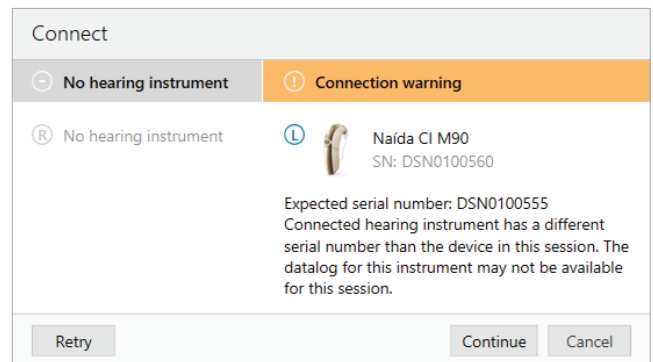 Connect
No hearing instrument
Connection warning
R No hearing instrument
L
Naída CI M90
SN: DSN0100560
Expected serial number: DSN0100555
Connected hearing instrument has a different
serial number than the device in this session. The
datalog for this instrument may not be available
for this session.
Retry
Continue
Cancel